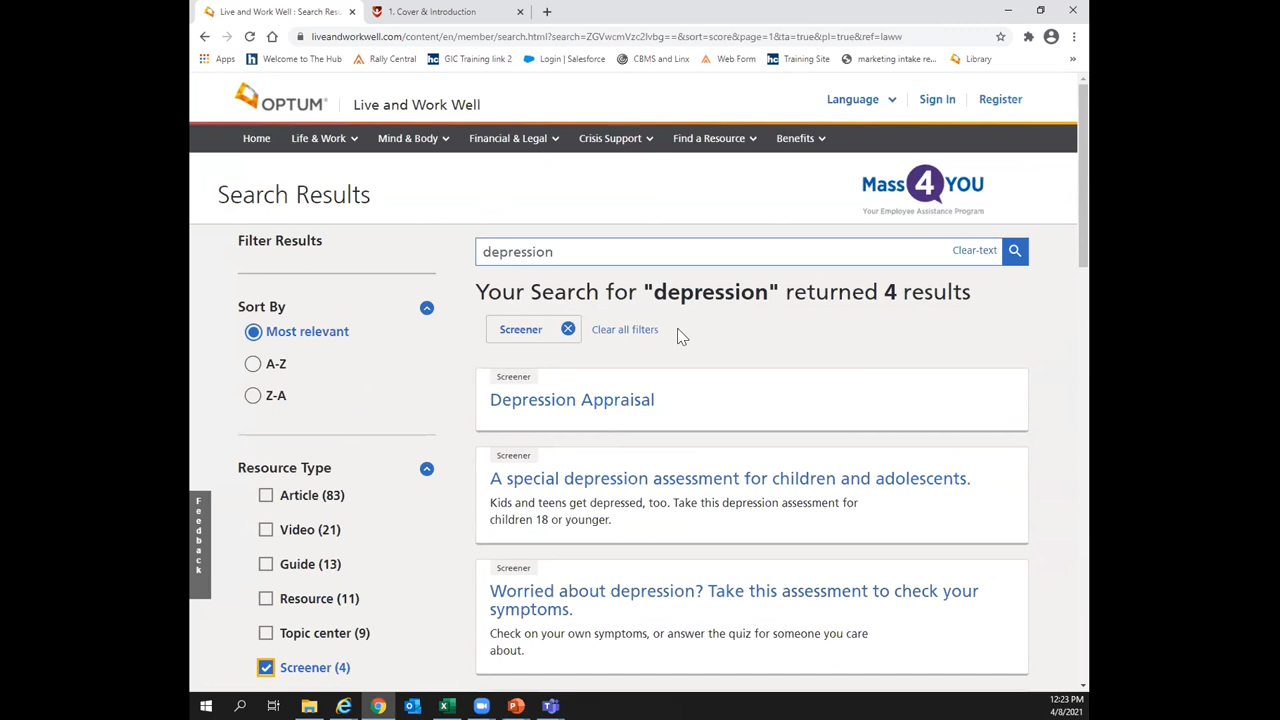 Live and Work Well : Search Resu
1. Cover & Introduction
liveandworkwell.com/content/en/member/search.html?search=ZGVwcmVzc2lvbg==&sort=score&page=1&ta=true&pl=true&ref=laww
Apps
Welcome to The Hub
Rally Central
GIC Training link 2
Login | Salesforce
CBMS and Linx
Web Form
Training Site
marketing intake re...
Library
OPTUM®
Live and Work Well
Language
Sign In
Register
Home
Life & Work
Mind & Body
Financial & Legal
Crisis Support
Find a Resource
Benefits
Search Results
Mass4YOU
Your Employee Assistance Program
Filter Results
Sort By
Most relevant
A-Z
Z-A
Resource Type
Article (83)
Video (21)
Guide (13)
Resource (11)
Topic center (9)
Screener (4)
Feedback
depression
Clear-text
Your Search for "depression" returned 4 results
Screener
Clear all filters
Screener
Depression Appraisal
Screener
A special depression assessment for children and adolescents.
Kids and teens get depressed, too. Take this depression assessment for
children 18 or younger.
Screener
Worried about depression? Take this assessment to check your
symptoms.
Check on your own symptoms, or answer the quiz for someone you care
about.
12:23 PM
4/8/2021